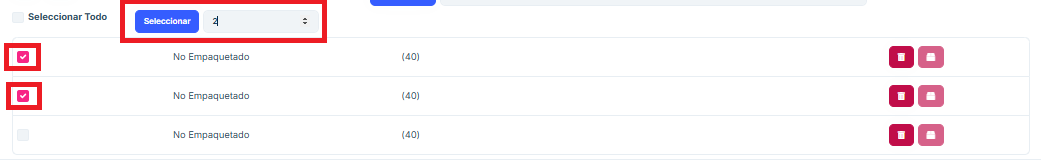 Seleccionar Todo
Seleccionar 2
No Empaquetado (40)
No Empaquetado (40)
No Empaquetado (40)